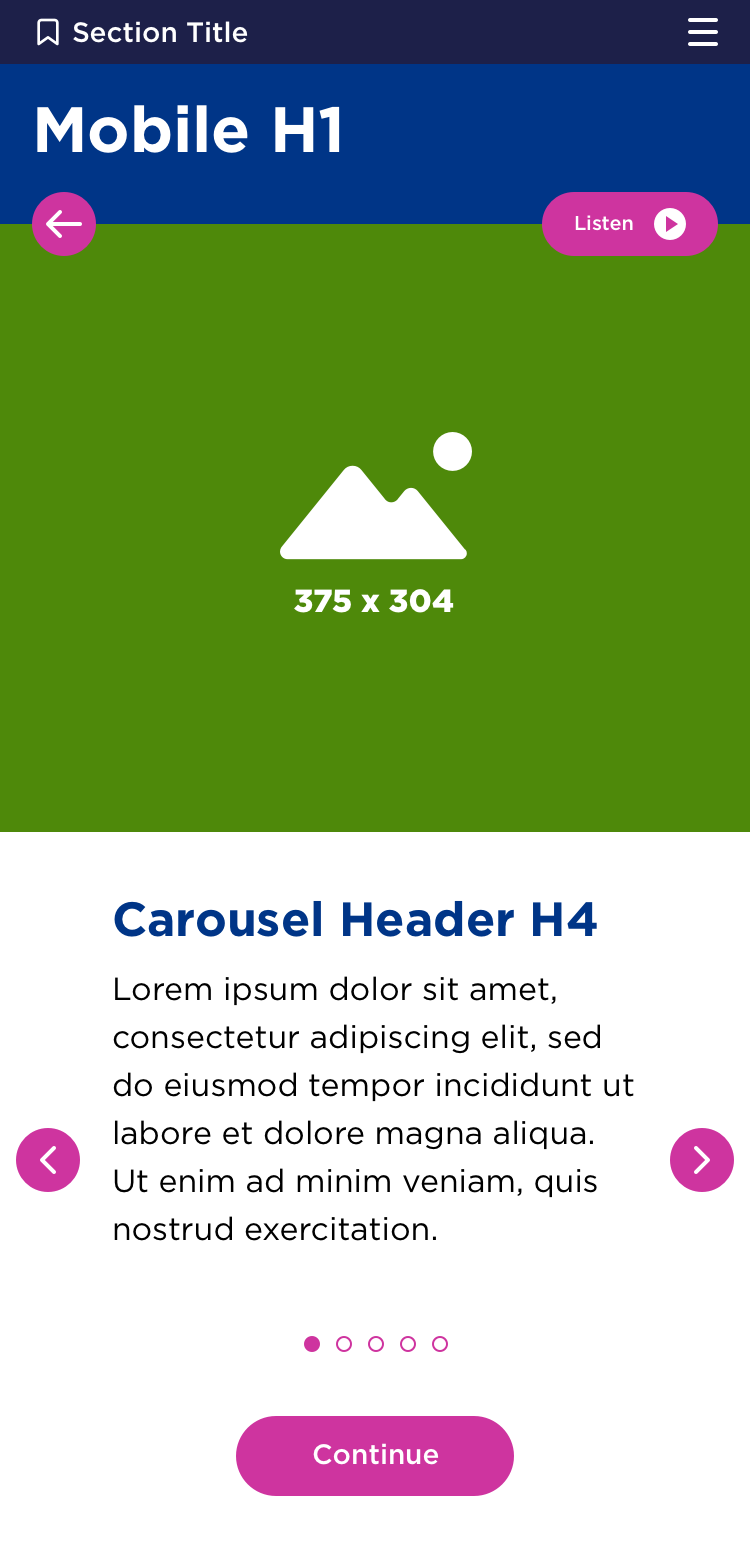 Section Title
Mobile H1
Listen
375 x 304
Carousel Header H4
Lorem ipsum dolor sit amet,
consectetur adipiscing elit, sed
do eiusmod tempor incididunt ut
labore et dolore magna aliqua.
Ut enim ad minim veniam, quis
nostrud exercitation.
Continue